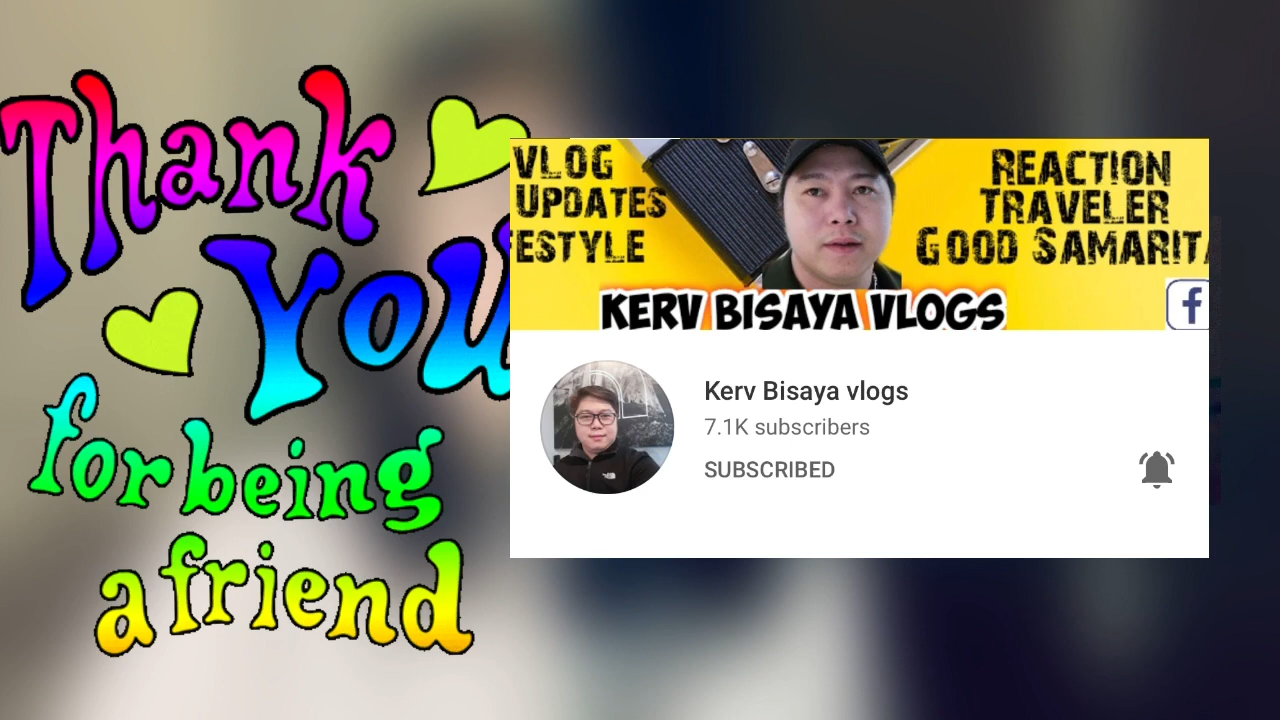 Thank
You
for being
a friend
VLOG
UPDATES
ESTYLE
REACTION
TRAVELER
GOOD SAMARIT
KERV BISAYA VLOGS
f
Kerv Bisaya vlogs
7.1K subscribers
SUBSCRIBED